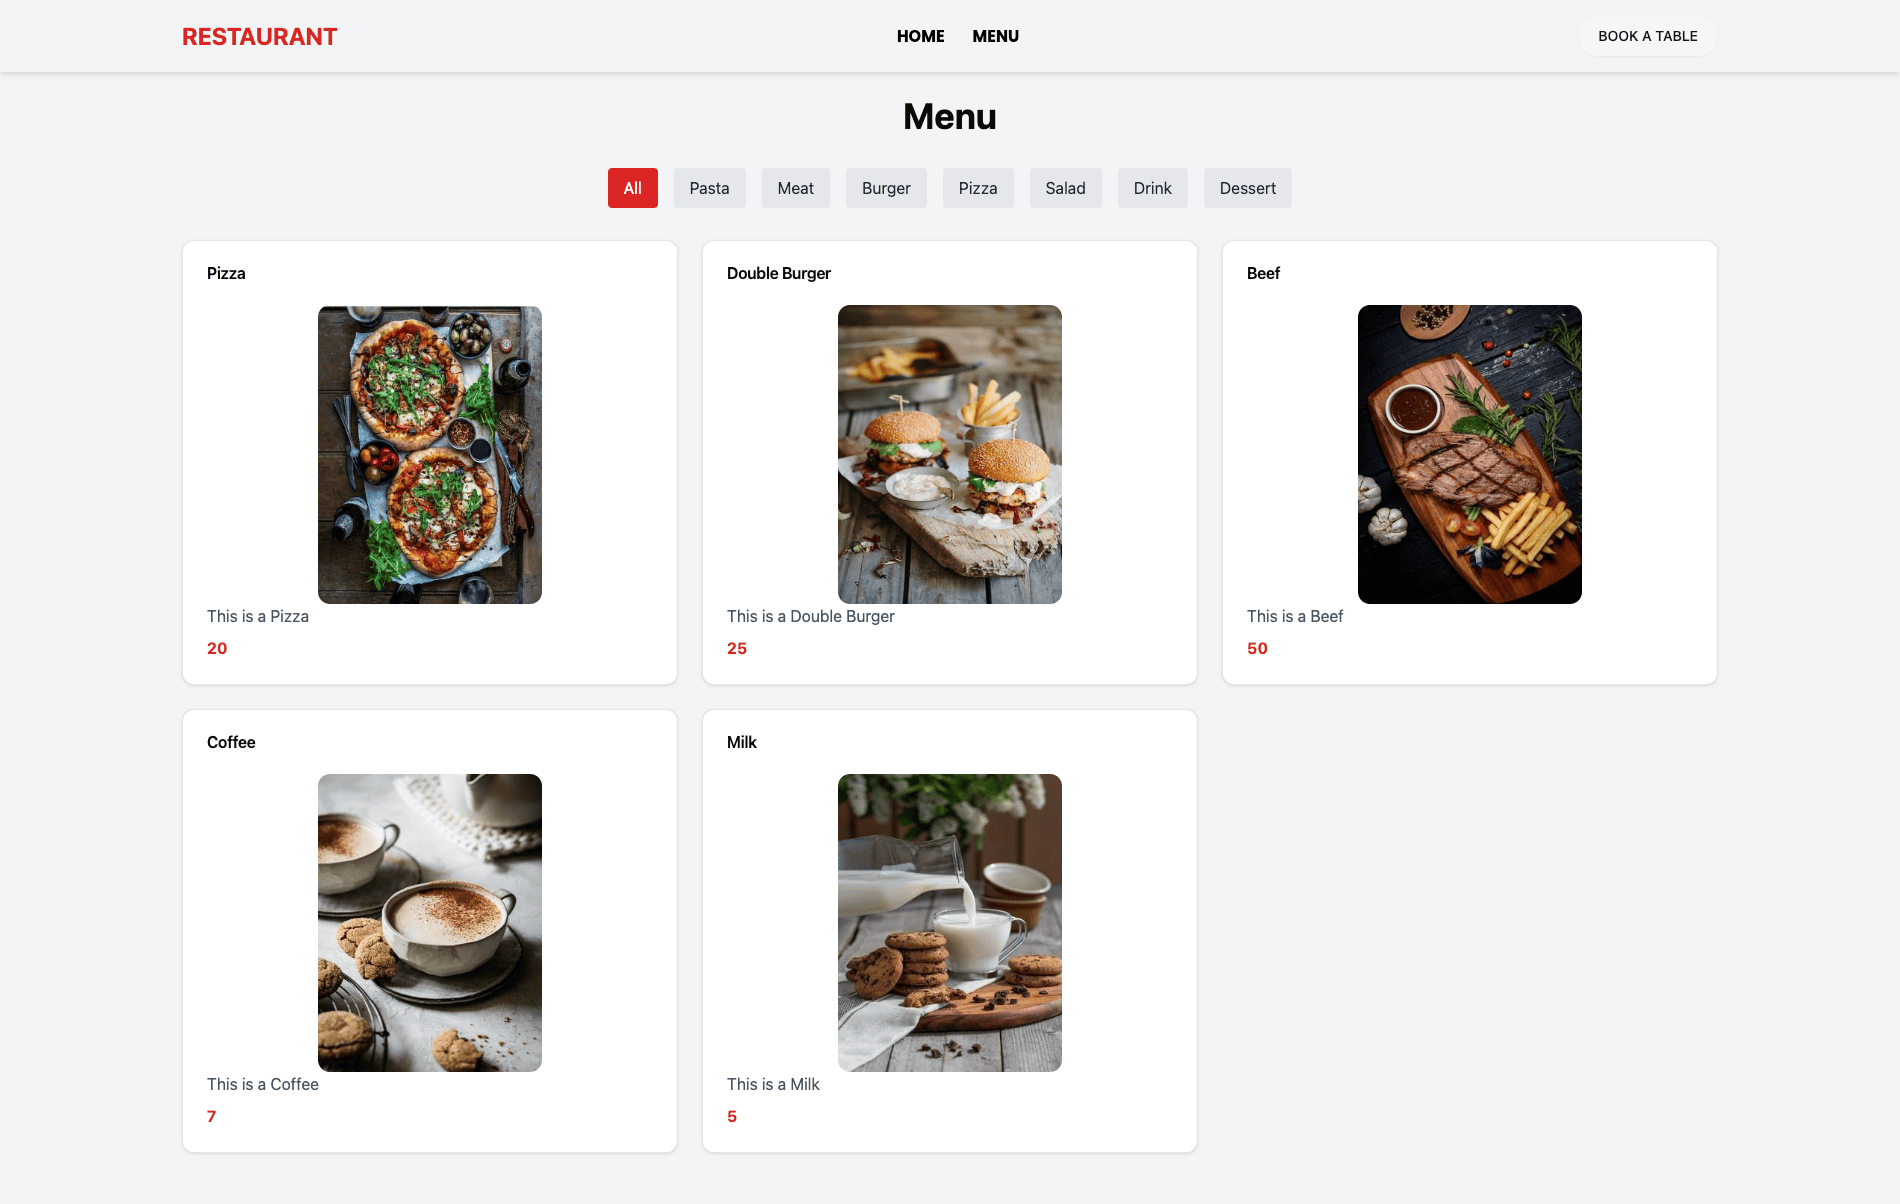 RESTAURANT
HOME MENU
BOOK A TABLE
Menu
All Pasta Meat Burger Pizza Salad Drink Dessert
Pizza
This is a Pizza
20
Double Burger
This is a Double Burger
25
Beef
This is a Beef
50
Coffee
This is a Coffee
7
Milk
This is a Milk
5